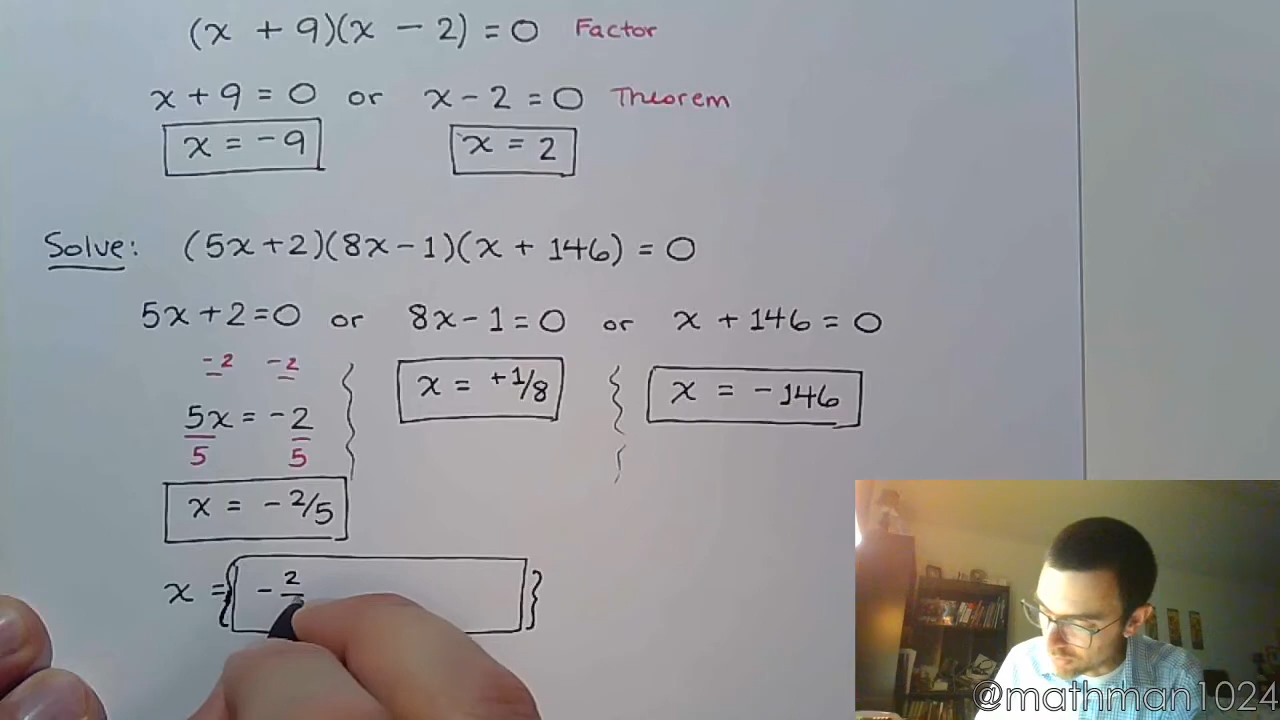 (x + 9)(x - 2) = 0 Factor
x + 9 = 0 or x - 2 = 0 Theorem
x = -9 x = 2
Solve: (5x+2)(8x-1)(x + 146) = 0
5x+2=0 or 8x-1=0 or x + 146 = 0
-2 -2
x = +1/8 x = -146
5x = -2
5 5
x = -2/5
x = { - 2/ }
@mathman1024